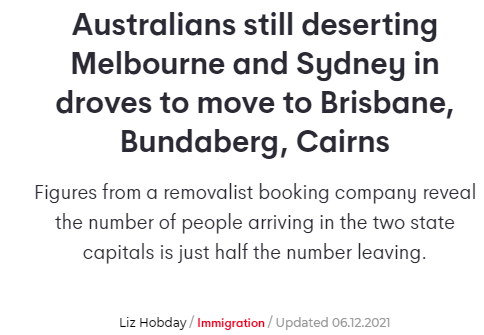 Australians still deserting
Melbourne and Sydney in
droves to move to Brisbane,
Bundaberg, Cairns
Figures from a removalist booking company reveal
the number of people arriving in the two state
capitals is just half the number leaving.
Liz Hobday / Immigration / Updated 06.12.2021